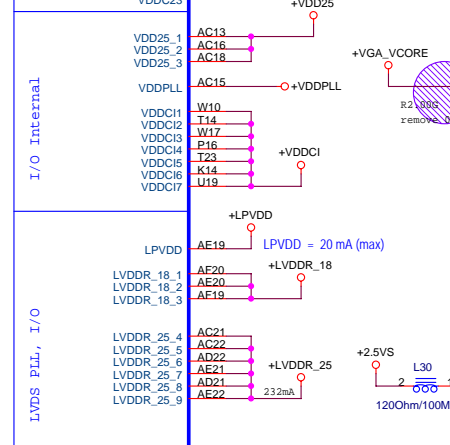 VDDC23
+VDD25
VDD25_1 AC13
VDD25_2 AC16
VDD25_3 AC18
+VGA_VCORE
VDDPLL AC15 +VDDPLL
R2.00G
remove
I/O Internal
VDDCI1 W10
VDDCI2 T14
VDDCI3 W17
VDDCI4 P16
VDDCI5 T23
VDDCI6 K14
VDDCI7 U19
+VDDCI
+LPVDD
LPVDD AE19 LPVDD = 20 mA (max)
+LVDDR_18
LVDDR_18_1 AF20
LVDDR_18_2 AE20
LVDDR_18_3 AF19
LVDS PLL, I/O
LVDDR_25_4 AC21
LVDDR_25_5 AC22
LVDDR_25_6 AD22
LVDDR_25_7 AE21
LVDDR_25_8 AD21
LVDDR_25_9 AE22
+LVDDR_25
232mA
+2.5VS
L30
2 1
120Ohm/100M